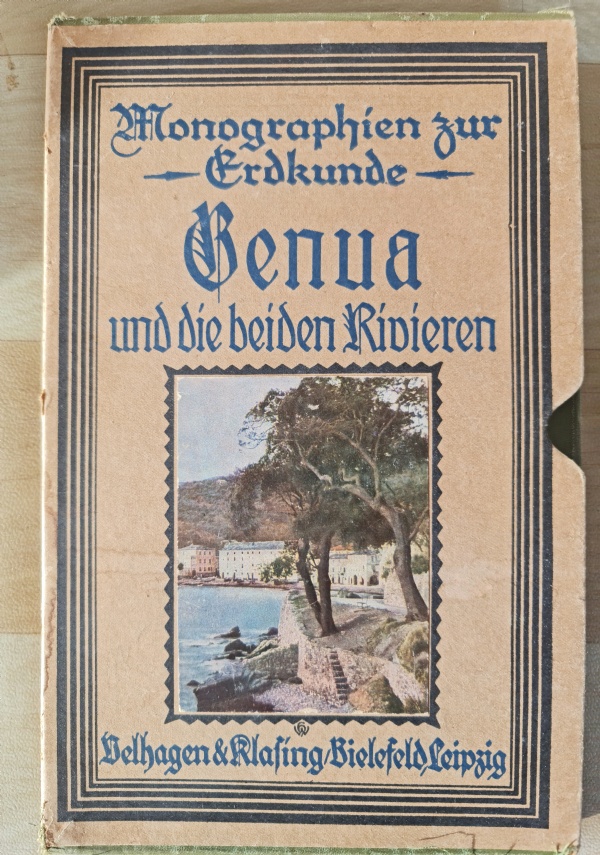 Monographien zur
Erdkunde
Genua
und die beiden Rivieren
Velhagen & Klasing/Bielefeld, Leipzig